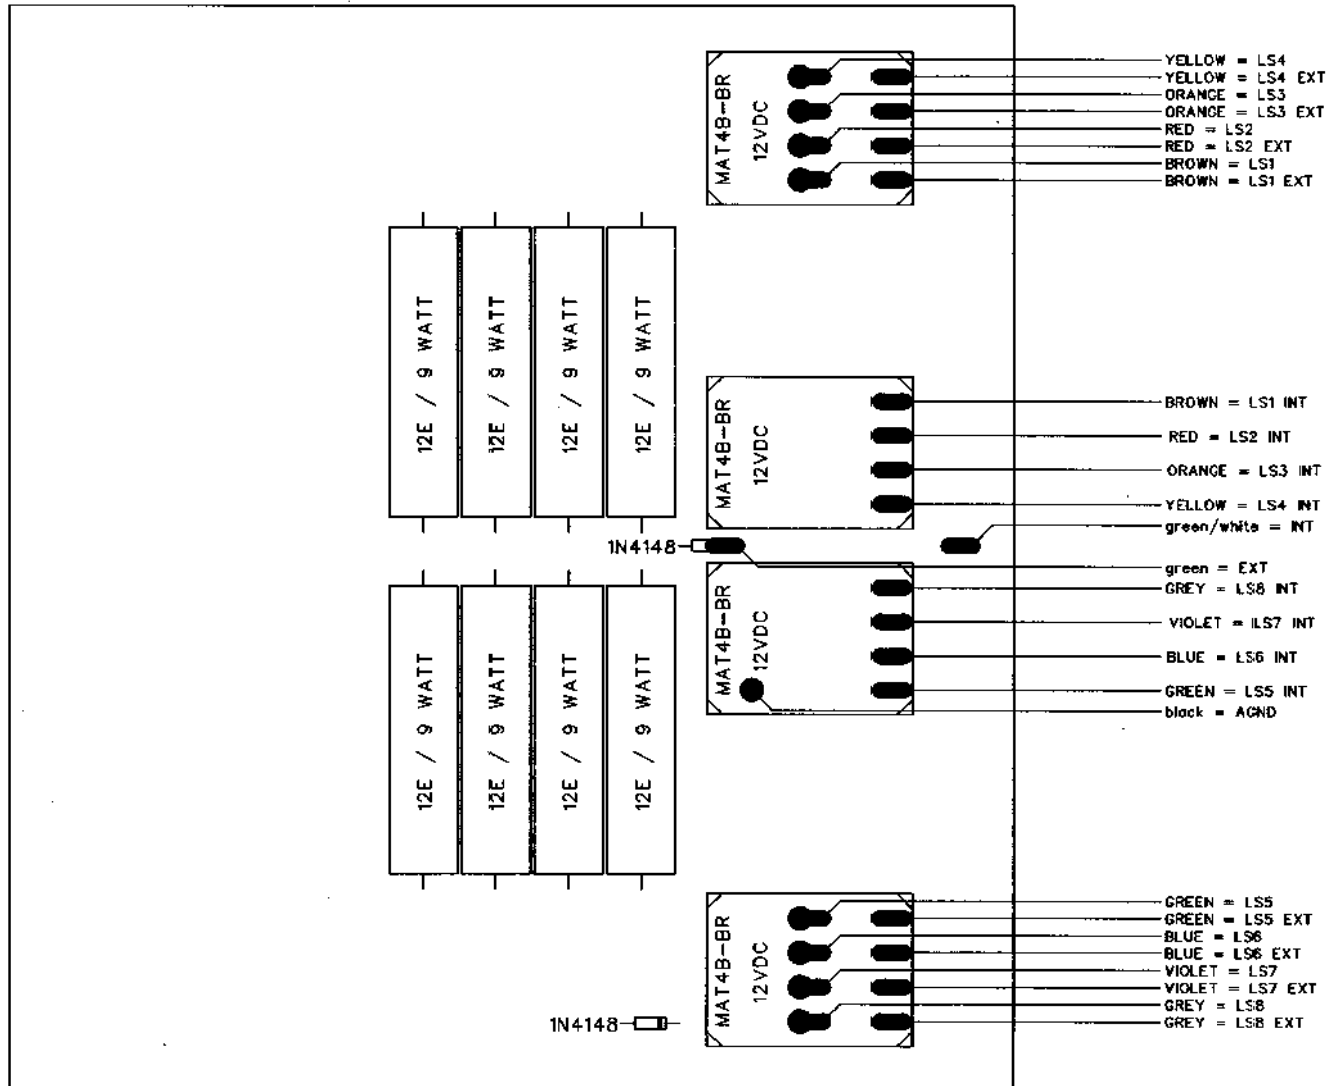 YELLOW = LS4
YELLOW = LS4 EXT
ORANGE = LS3
ORANGE = LS3 EXT
RED = LS2
RED = LS2 EXT
BROWN = LS1
BROWN = LS1 EXT
MAT4B-BR
12VDC
12E / 9 WATT
12E / 9 WATT
12E / 9 WATT
12E / 9 WATT
MAT4B-BR
12VDC
BROWN = LS1 INT
RED = LS2 INT
ORANGE = LS3 INT
YELLOW = LS4 INT
green/white = INT
1N4148
green = EXT
GREY = LS8 INT
VIOLET = LS7 INT
BLUE = LS6 INT
GREEN = LS5 INT
black = AGND
MAT4B-BR
12VDC
12E / 9 WATT
12E / 9 WATT
12E / 9 WATT
12E / 9 WATT
GREEN = LS5
GREEN = LS5 EXT
BLUE = LS6
BLUE = LS6 EXT
VIOLET = LS7
VIOLET = LS7 EXT
GREY = LS8
GREY = LS8 EXT
MAT4B-BR
12VDC
1N4148